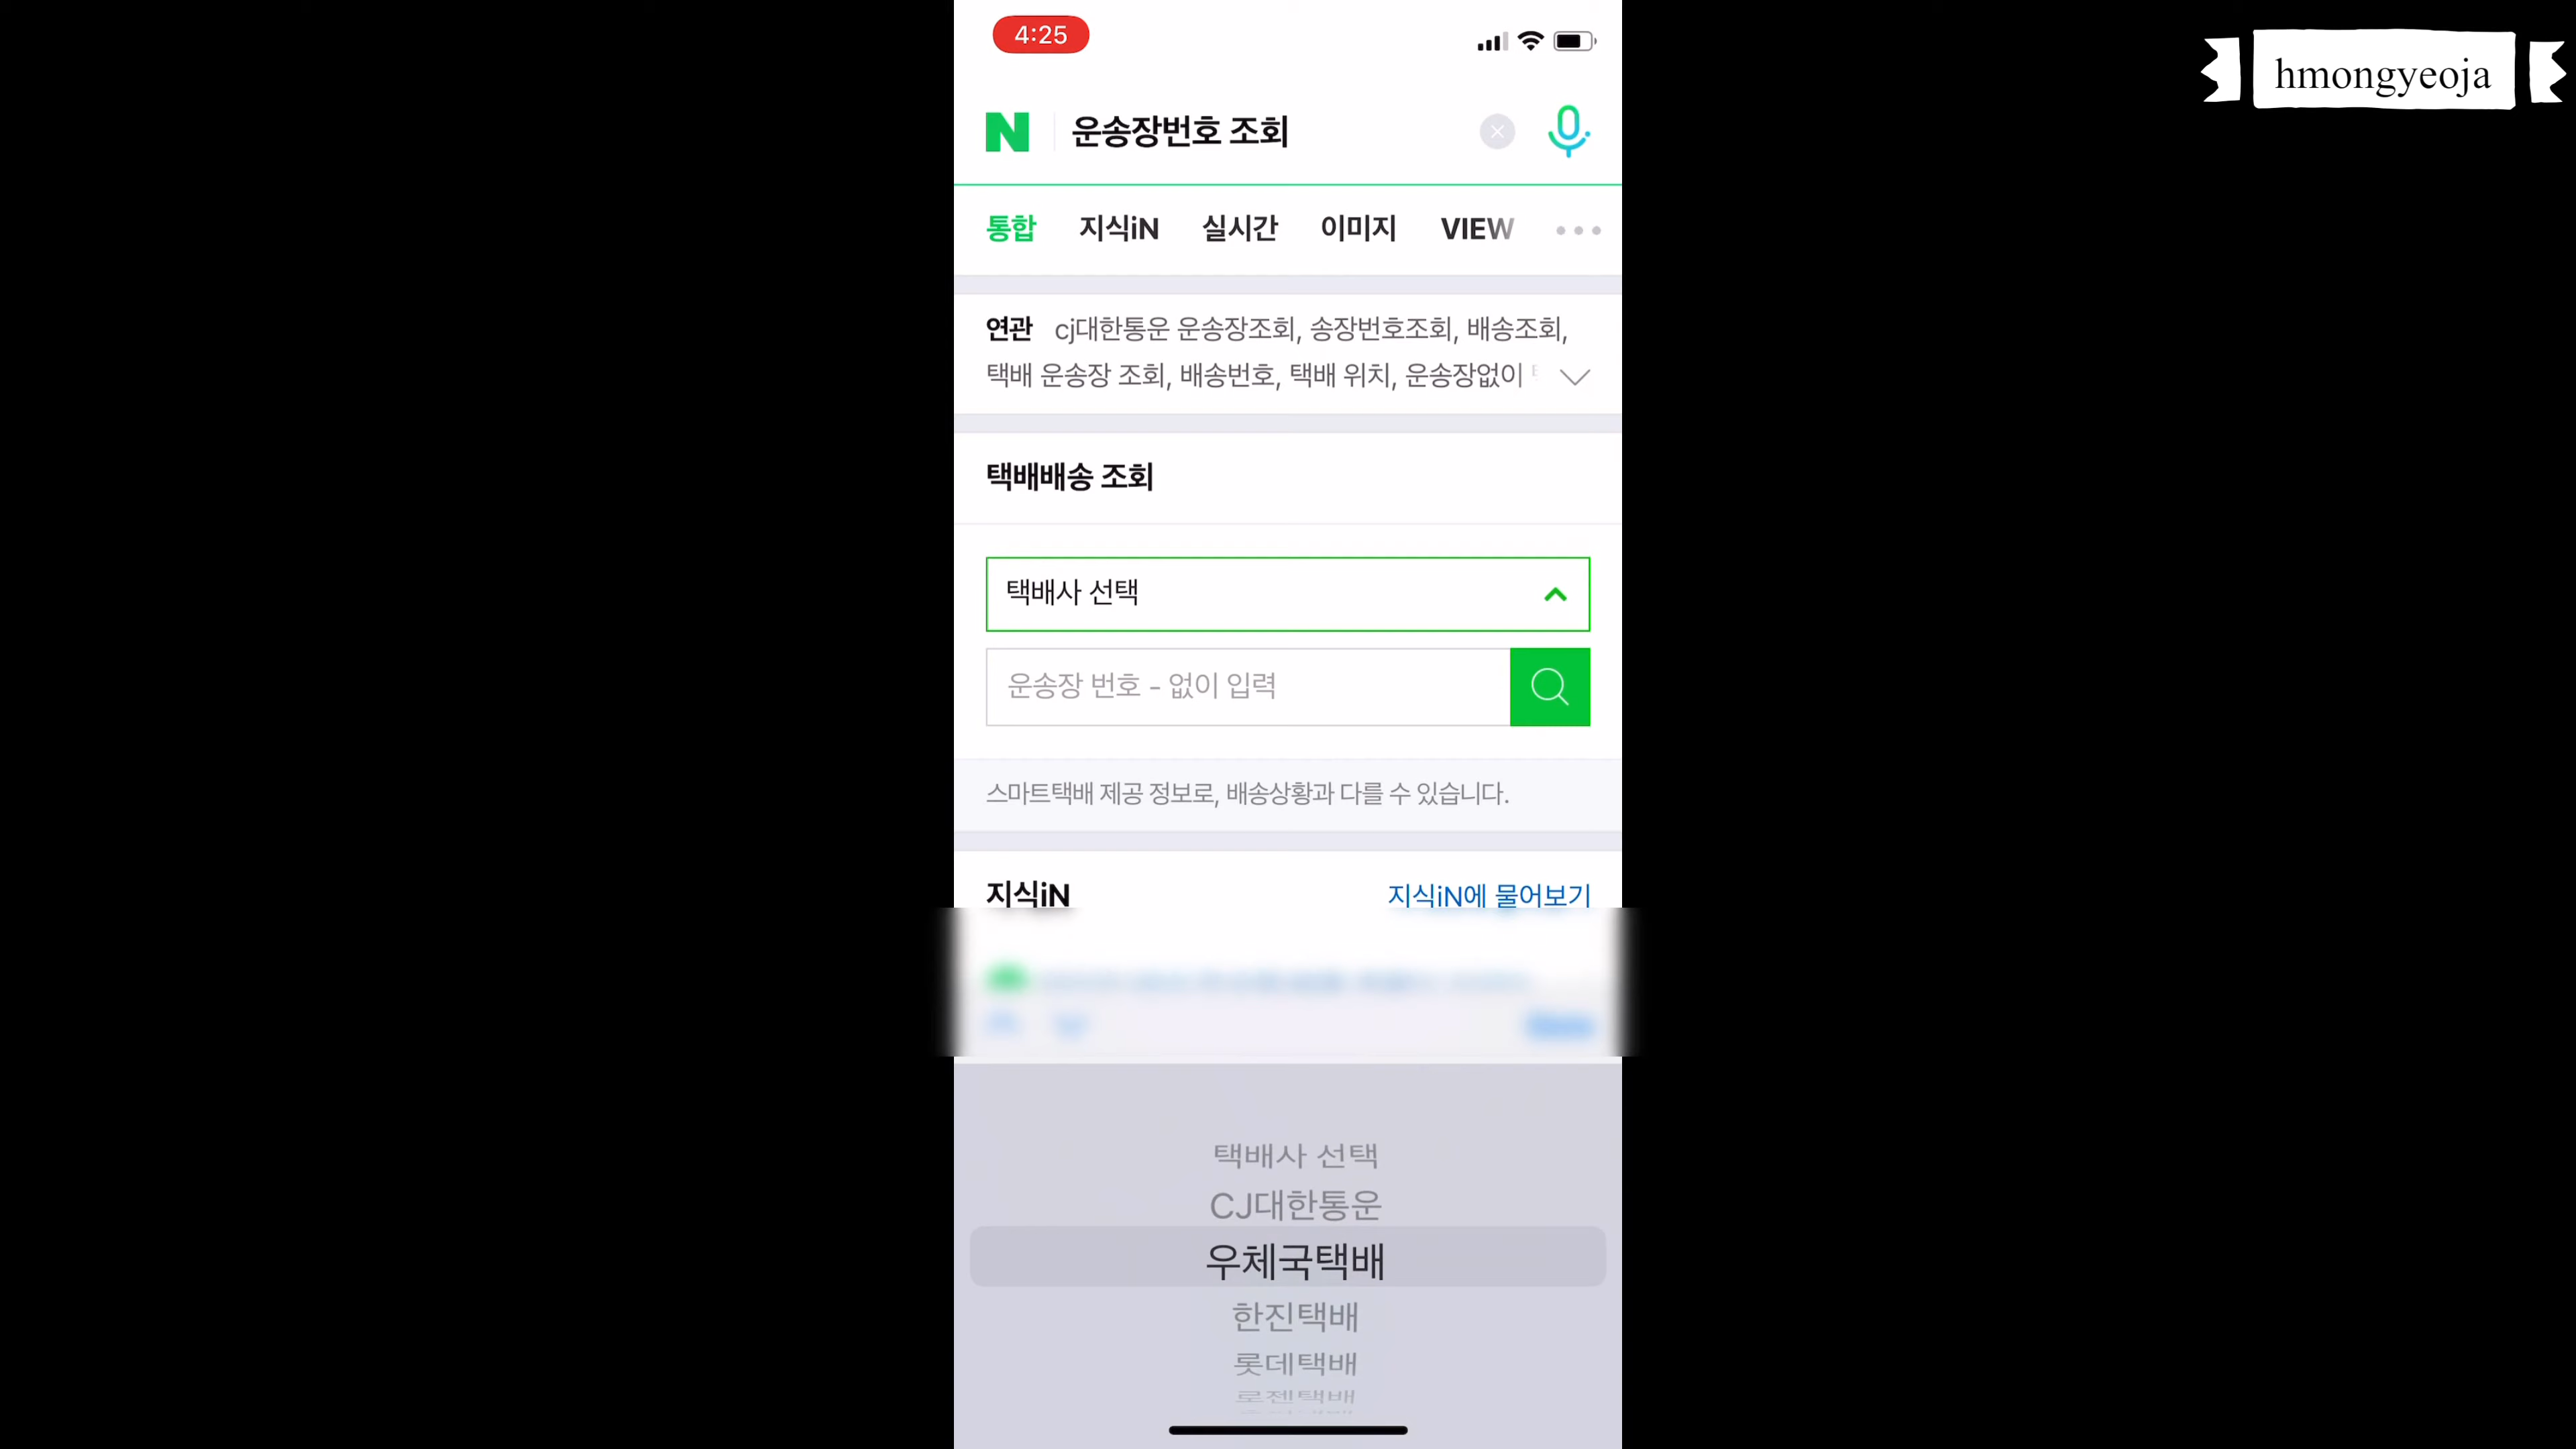 4:25
hmongyeoja
N 운송장번호 조회
통합 지식iN 실시간 이미지 VIEW
연관 cj대한통운 운송장조회, 송장번호조회, 배송조회,
택배 운송장 조회, 배송번호, 택배 위치, 운송장없이
택배배송 조회
택배사 선택
운송장 번호 - 없이 입력
스마트택배 제공 정보로, 배송상황과 다를 수 있습니다.
지식iN 지식iN에 물어보기
택배사 선택
CJ대한통운
우체국택배
한진택배
롯데택배
로젠택배